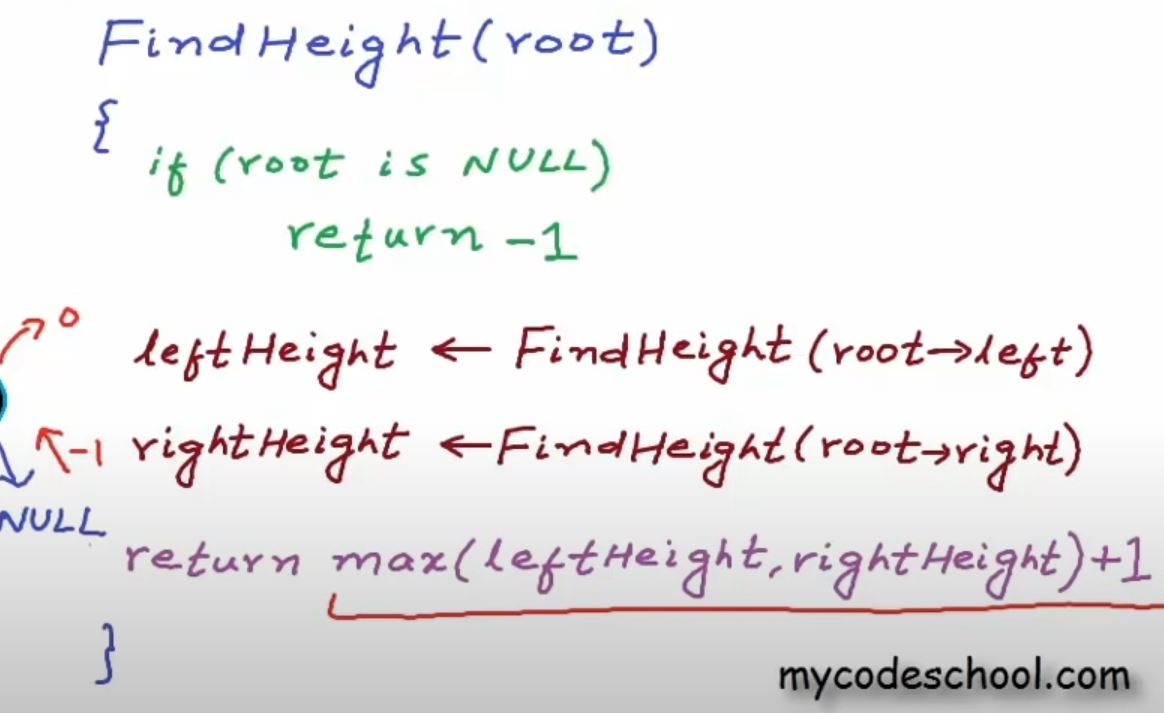 FindHeight(root)
{
if (root is NULL)
return -1
0
leftHeight ← FindHeight(root→left)
-1 rightHeight ← FindHeight(root→right)
NULL
return max(leftHeight, rightHeight)+1
}
mycodeschool.com